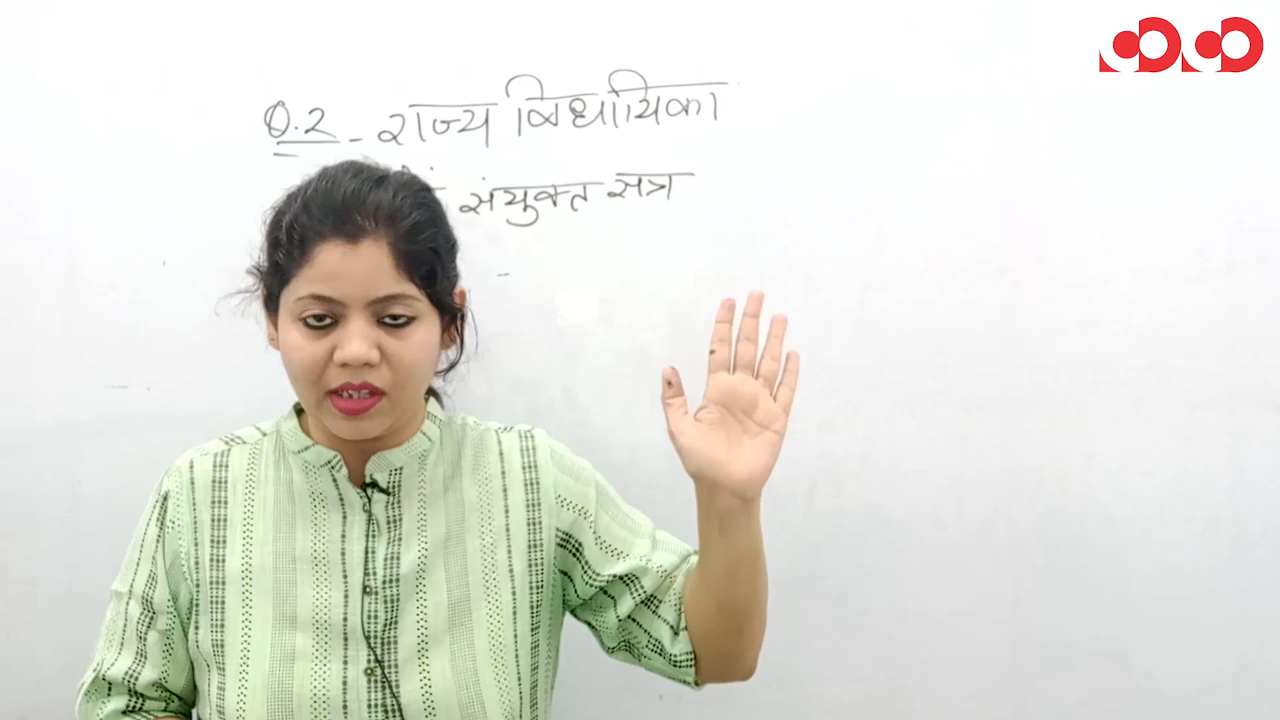 Q.2 - राज्य विधायिका
संयुक्त सत्र